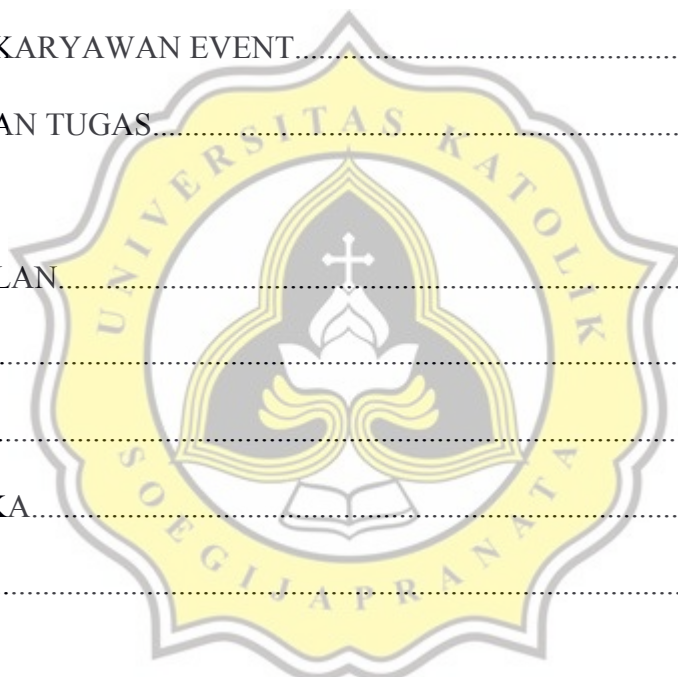 KARYAWAN EVENT..................................................
AN TUGAS..................................................
LAN..................................................
..................................................
..................................................
KA..................................................
..................................................
UNIVERSITAS KATOLIK
SOEGIJAPRANATA